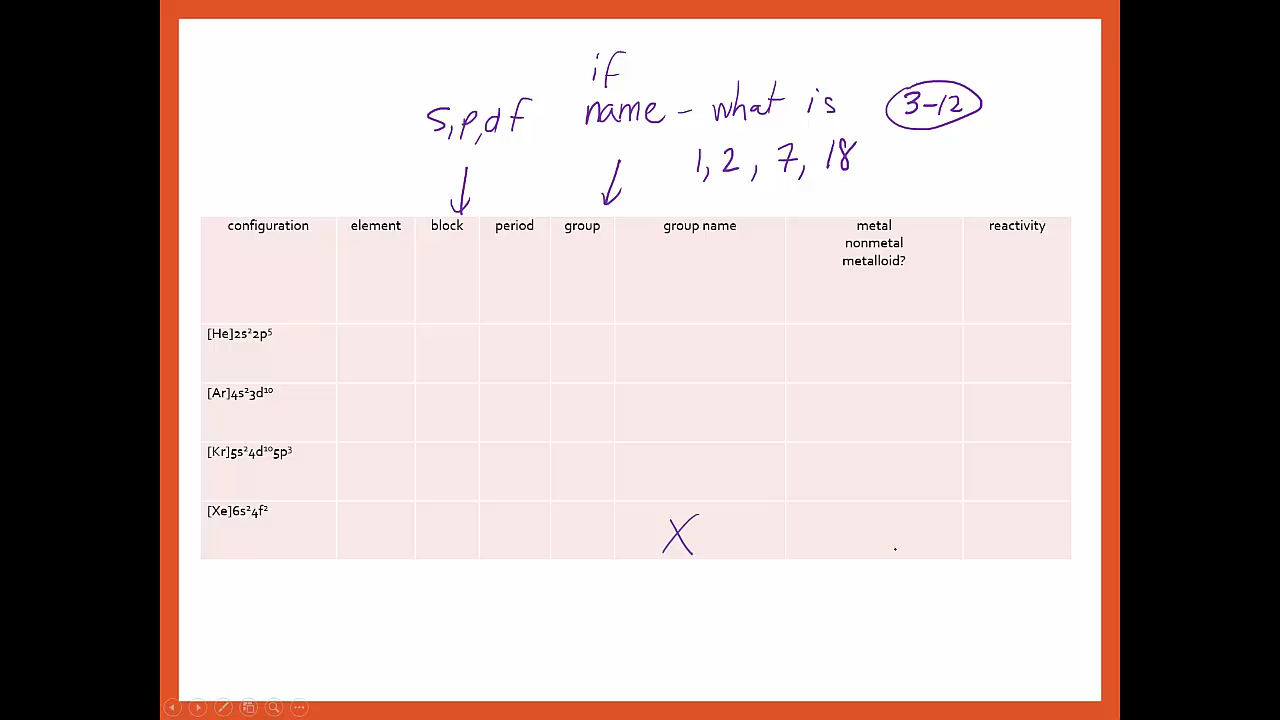 if
s,p,df name - what is 3-12
1, 2, 7, 18
configuration element block period group group name metal nonmetal metalloid? reactivity
[He]2s²2p⁵
[Ar]4s²3d¹⁰
[Kr]5s²4d¹⁰5p³
[Xe]6s²4f²
X